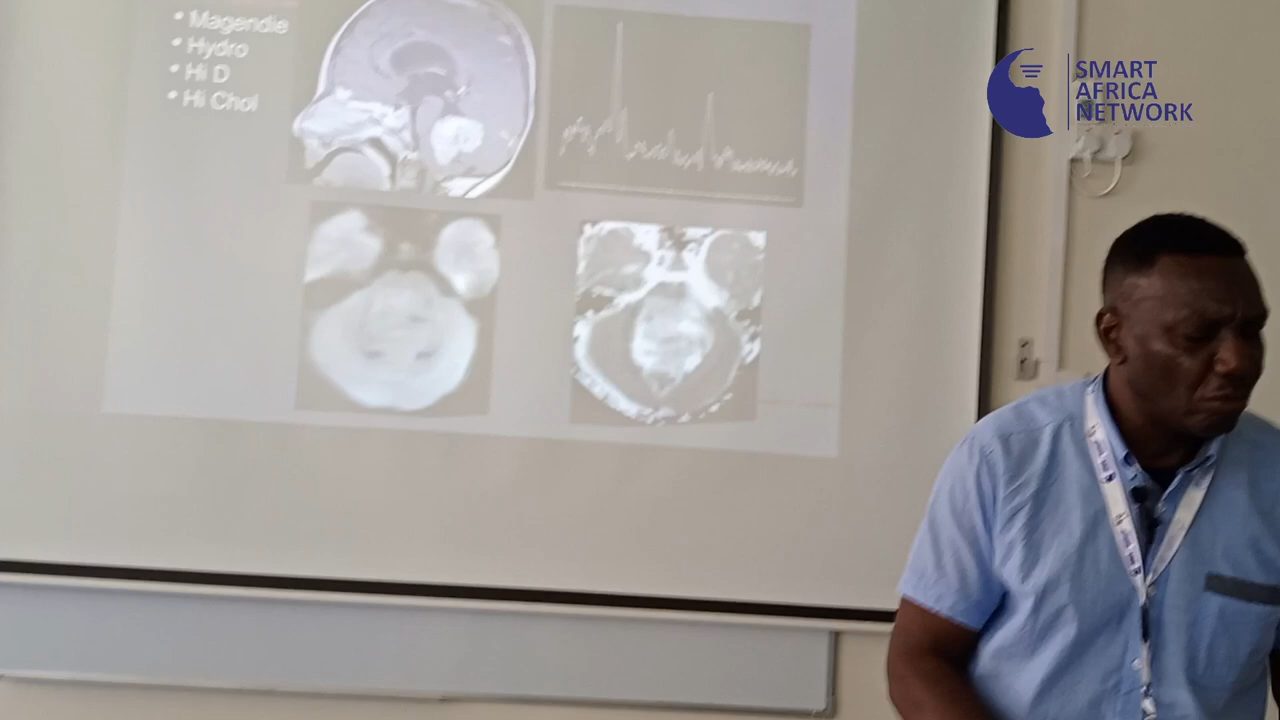 • Magendie
• Hydro
• Hi D
• Hi Chol
SMART
AFRICA
NETWORK